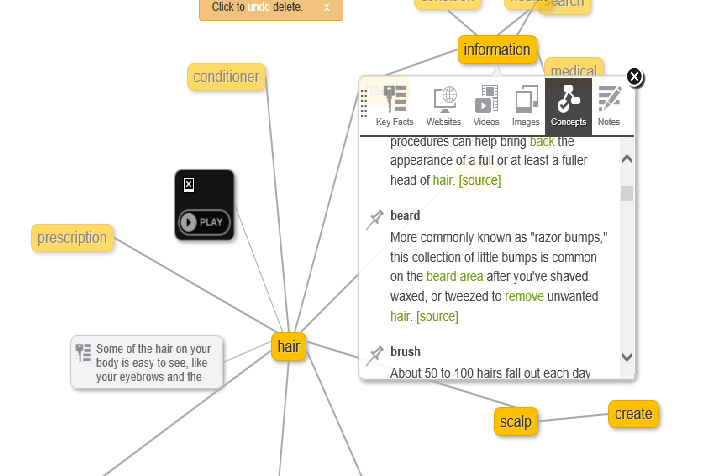 Click to undo delete. x
search
information
conditioner
medical
Key Facts Websites Videos Images Concepts Notes
procedures can help bring back the
appearance of a full or at least a fuller
head of hair. [source]
beard
More commonly known as "razor bumps,"
this collection of little bumps is common
on the beard area after you've shaved,
waxed, or tweezed to remove unwanted
hair. [source]
brush
About 50 to 100 hairs fall out each day
PLAY
prescription
hair
Some of the hair on your
body is easy to see, like
your eyebrows and the
scalp
create